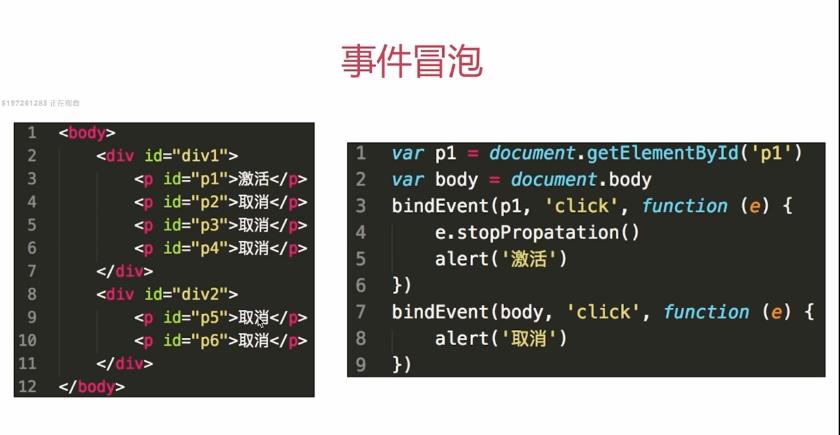 事件冒泡
5197261283 正在观看
1 <body>
2 <div id="div1">
3 <p id="p1">激活</p>
4 <p id="p2">取消</p>
5 <p id="p3">取消</p>
6 <p id="p4">取消</p>
7 </div>
8 <div id="div2">
9 <p id="p5">取消</p>
10 <p id="p6">取消</p>
11 </div>
12 </body>
1 var p1 = document.getElementById('p1')
2 var body = document.body
3 bindEvent(p1, 'click', function (e) {
4 e.stopPropatation()
5 alert('激活')
6 })
7 bindEvent(body, 'click', function (e) {
8 alert('取消')
9 })